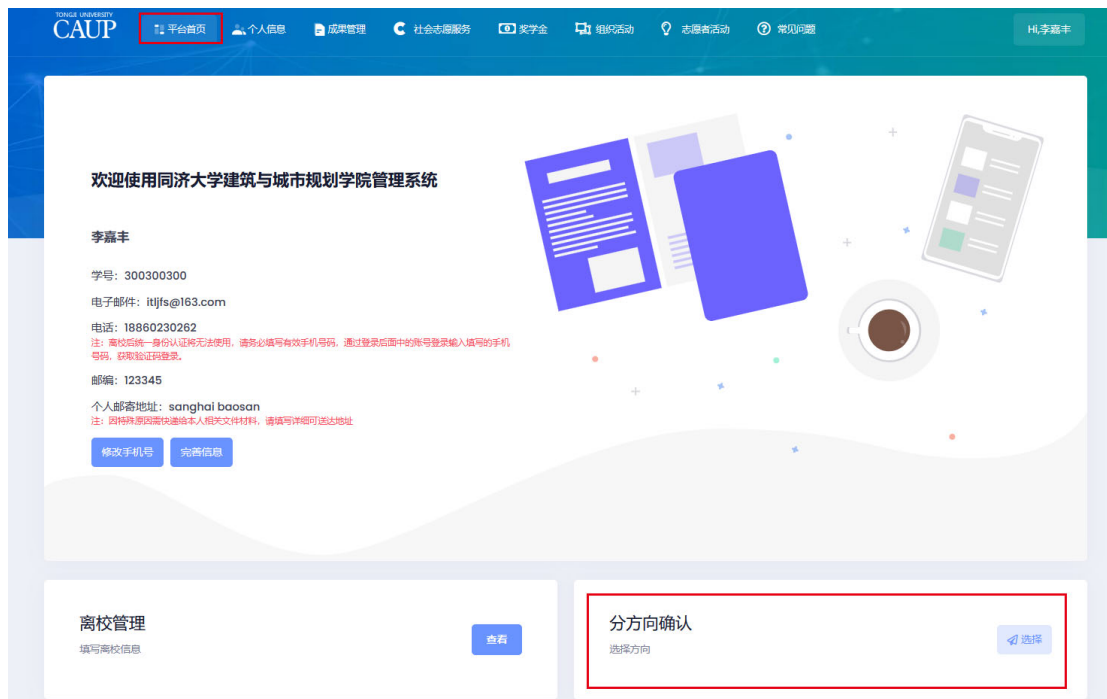 TONGJI UNIVERSITY
CAUP
平台首页
个人信息
成果管理
社会志愿服务
奖学金
组织活动
志愿者活动
常见问题
Hi,李嘉丰
欢迎使用同济大学建筑与城市规划学院管理系统
李嘉丰
学号：300300300
电子邮件：itljfs@163.com
电话：18860230262
注：离校后统一身份认证将无法使用，请务必填写有效手机号码，通过登录后面中的账号登录输入填写的手机
号码，获取验证码登录。
邮编：123345
个人邮寄地址：sanghai baosan
注：因特殊原因需快递给本人相关文件材料，请填写详细可送达地址
修改手机号
完善信息
离校管理
填写离校信息
查看
分方向确认
选择方向
选择